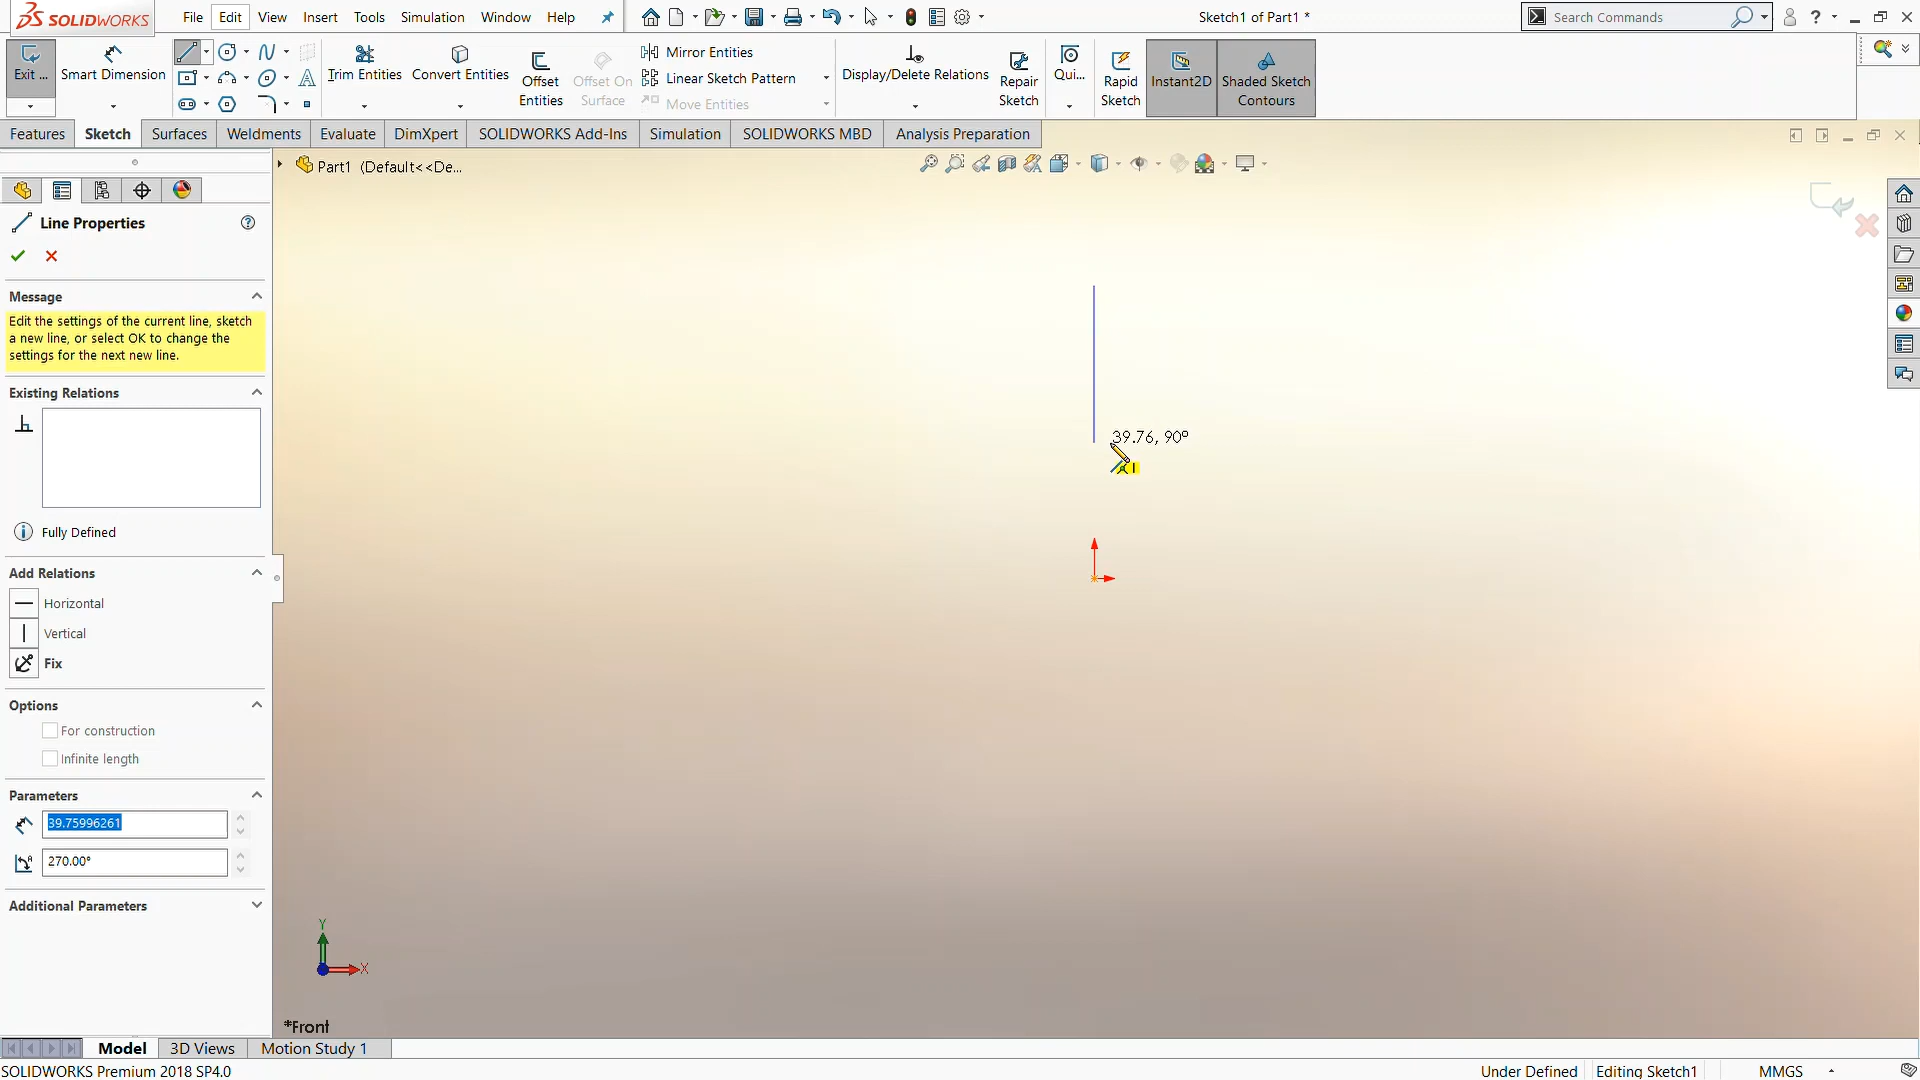 SOLIDWORKS
File Edit View Insert Tools Simulation Window Help
Sketch1 of Part1 *
Search Commands
Exit ...
Smart Dimension
Trim Entities
Convert Entities
Offset Entities
Offset On Surface
Mirror Entities
Linear Sketch Pattern
Move Entities
Display/Delete Relations
Repair Sketch
Qui...
Rapid Sketch
Instant2D
Shaded Sketch Contours
Features Sketch Surfaces Weldments Evaluate DimXpert SOLIDWORKS Add-Ins Simulation SOLIDWORKS MBD Analysis Preparation
Part1 (Default<<De...
Line Properties
Message
Edit the settings of the current line, sketch
a new line, or select OK to change the
settings for the next new line.
Existing Relations
Fully Defined
Add Relations
Horizontal
Vertical
Fix
Options
For construction
Infinite length
Parameters
39.75996261
270.00°
Additional Parameters
39.76, 90°
Y
X
*Front
Model 3D Views Motion Study 1
SOLIDWORKS Premium 2018 SP4.0
Under Defined Editing Sketch1 MMGS